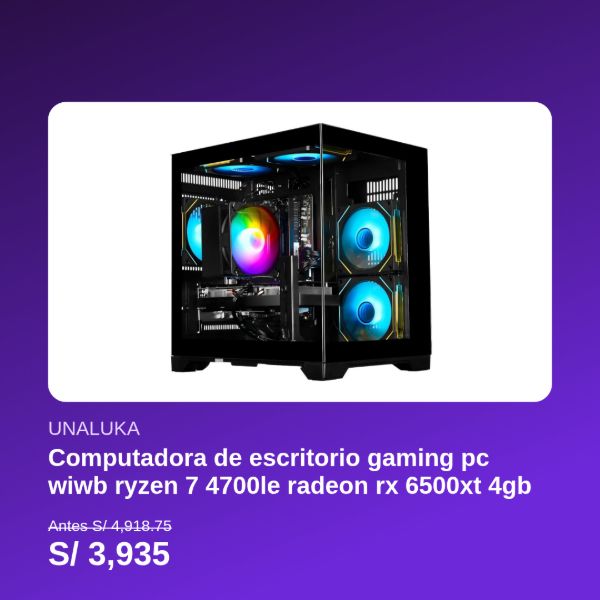 UNALUKA
Computadora de escritorio gaming pc
wiwb ryzen 7 4700le radeon rx 6500xt 4gb
Antes S/ 4,918.75
S/ 3,935